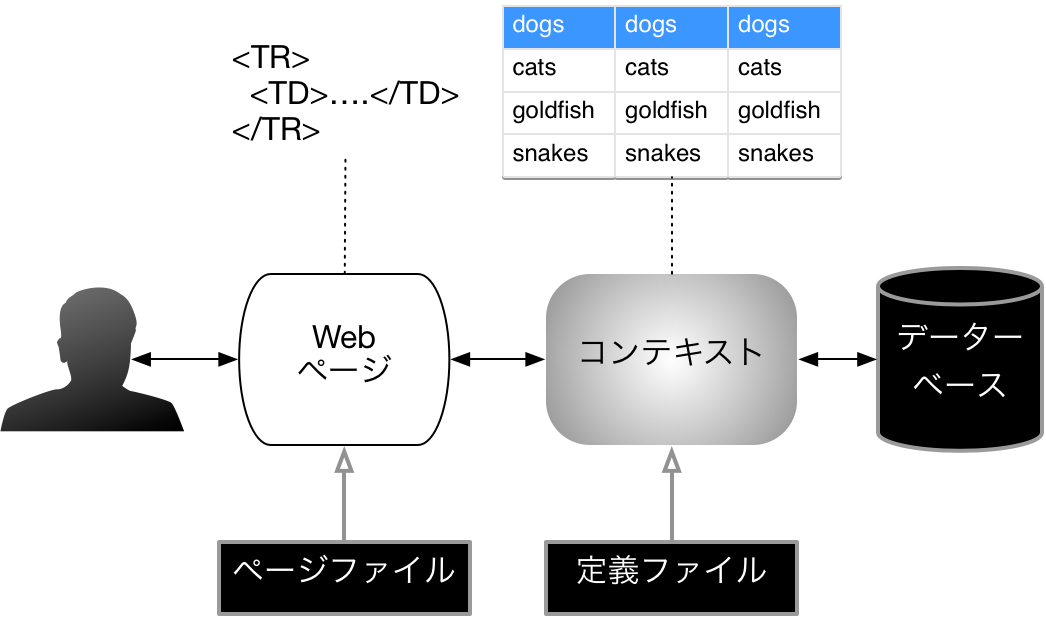 <TR>
<TD>....</TD>
</TR>
dogs dogs dogs
cats cats cats
goldfish goldfish goldfish
snakes snakes snakes
Web
ページ
コンテキスト
データー
ベース
ページファイル
定義ファイル